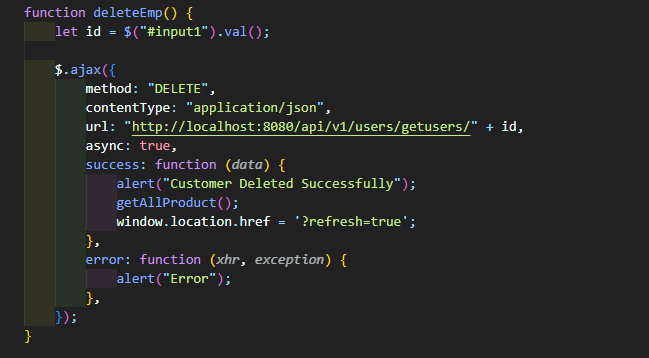 function deleteEmp() {
let id = $("#input1").val();
$.ajax({
method: "DELETE",
contentType: "application/json",
url: "http://localhost:8080/api/v1/users/getusers/" + id,
async: true,
success: function (data) {
alert("Customer Deleted Successfully");
getAllProduct();
window.location.href = '?refresh=true';
},
error: function (xhr, exception) {
alert("Error");
},
});
}